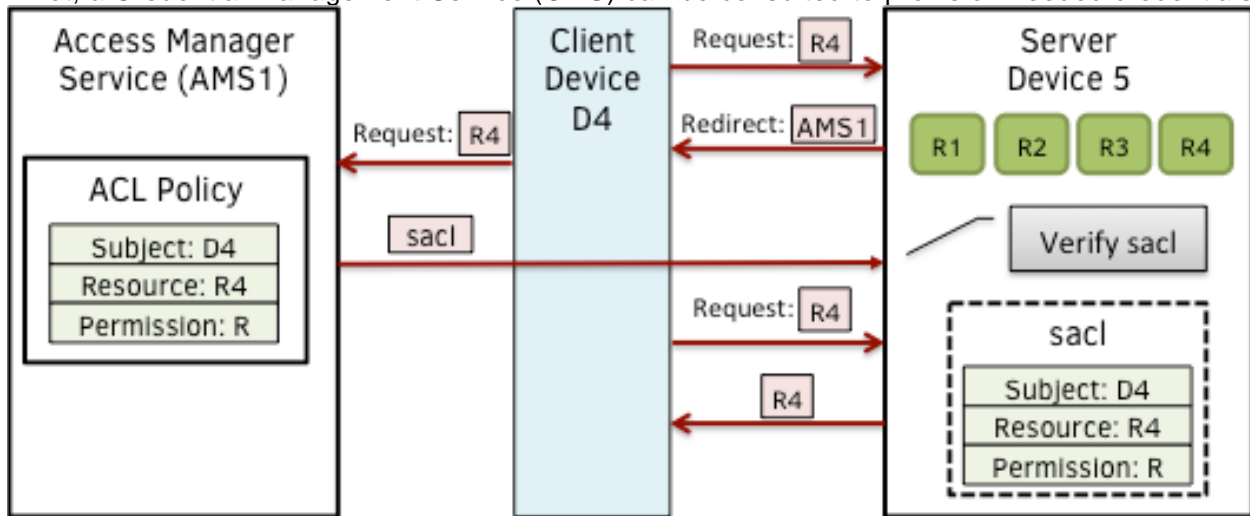 Access Manager
Service (AMS1)
ACL Policy
Subject: D4
Resource: R4
Permission: R
Request: R4
sacl
Client
Device
D4
Request: R4
Redirect: AMS1
Request: R4
R4
Server
Device 5
R1 R2 R3 R4
Verify sacl
sacl
Subject: D4
Resource: R4
Permission: R